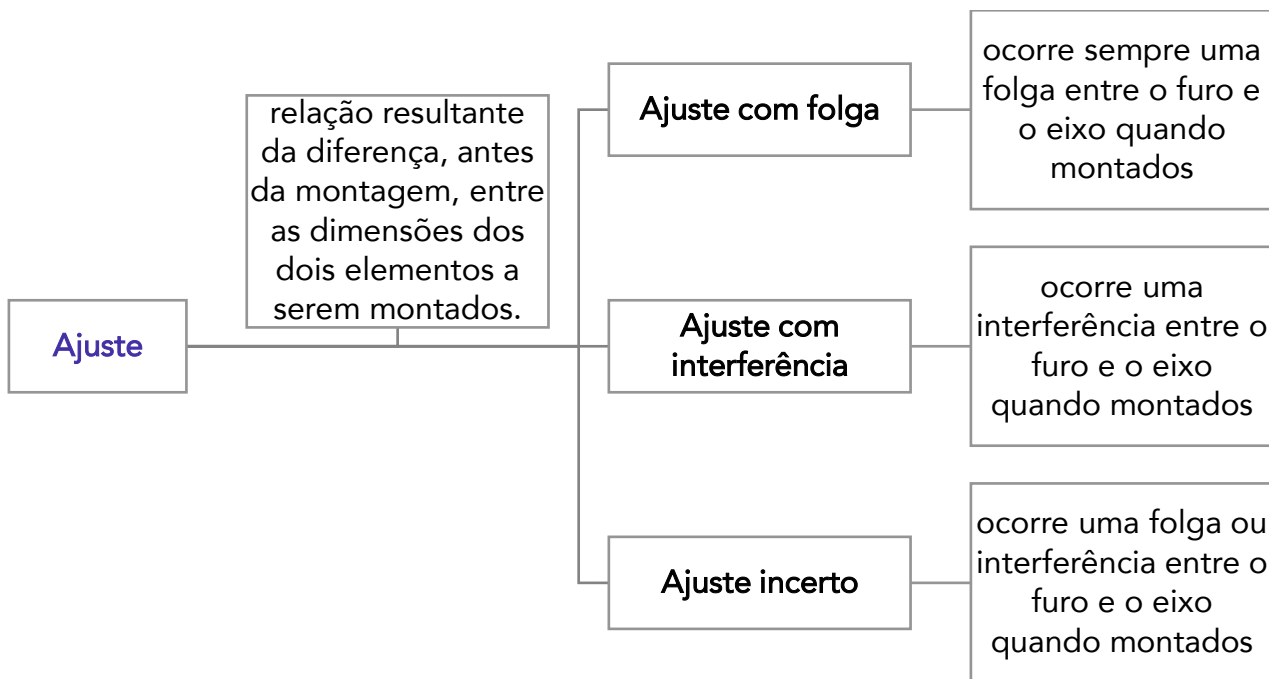 Ajuste
relação resultante
da diferença, antes
da montagem, entre
as dimensões dos
dois elementos a
serem montados.
Ajuste com folga
ocorre sempre uma
folga entre o furo e
o eixo quando
montados
Ajuste com
interferência
ocorre uma
interferência entre o
furo e o eixo
quando montados
Ajuste incerto
ocorre uma folga ou
interferência entre o
furo e o eixo
quando montados